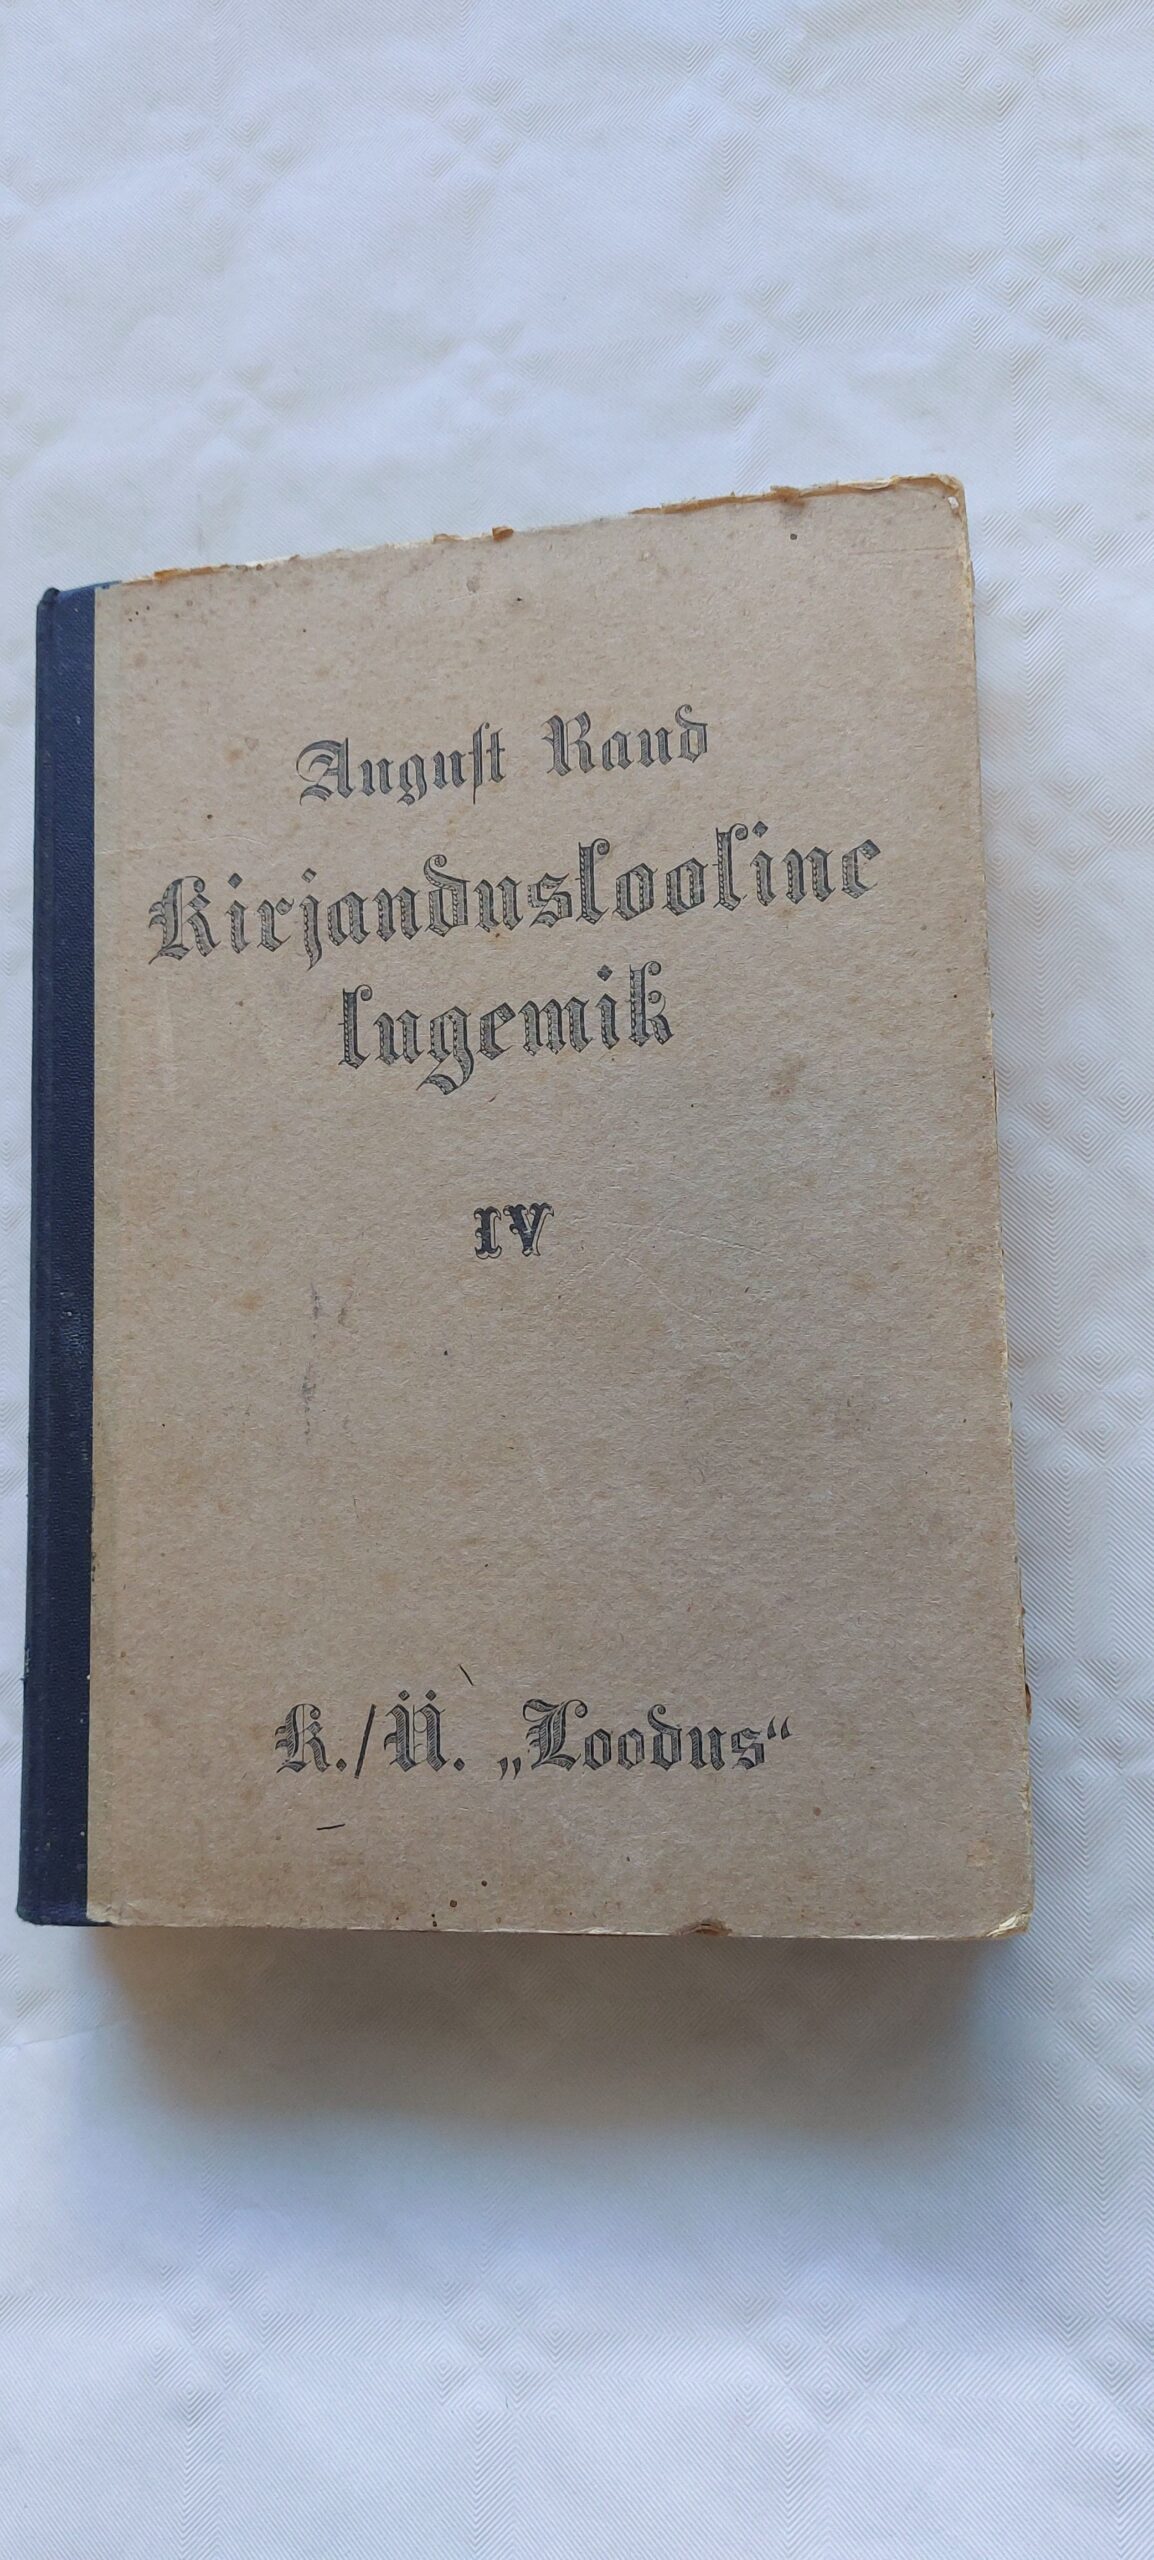 August Raud
Kirjanduslooline
lugemik
IV
K./Ü. „Loodus“